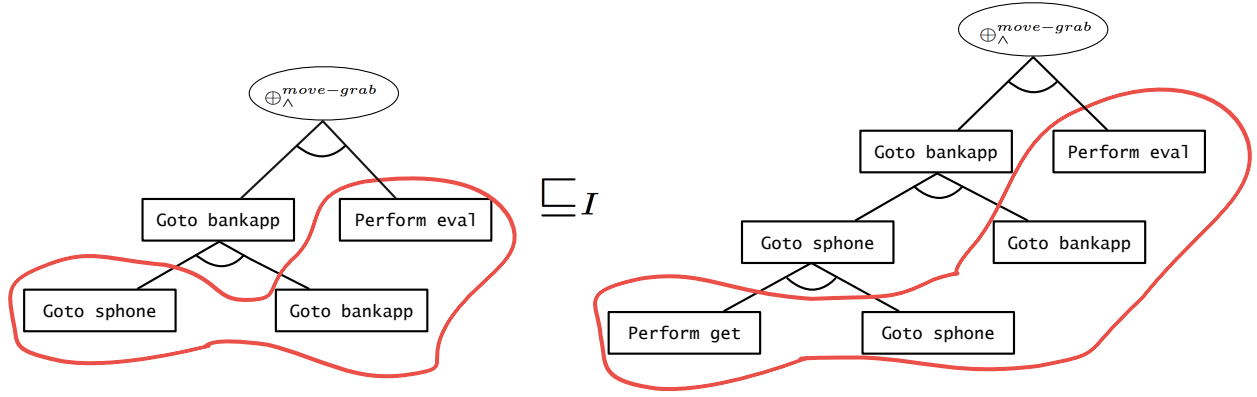 ⊕∧^{move−grab}
Goto bankapp
Perform eval
Goto sphone
Goto bankapp
⊑_I
⊕∧^{move−grab}
Goto bankapp
Perform eval
Goto sphone
Goto bankapp
Perform get
Goto sphone